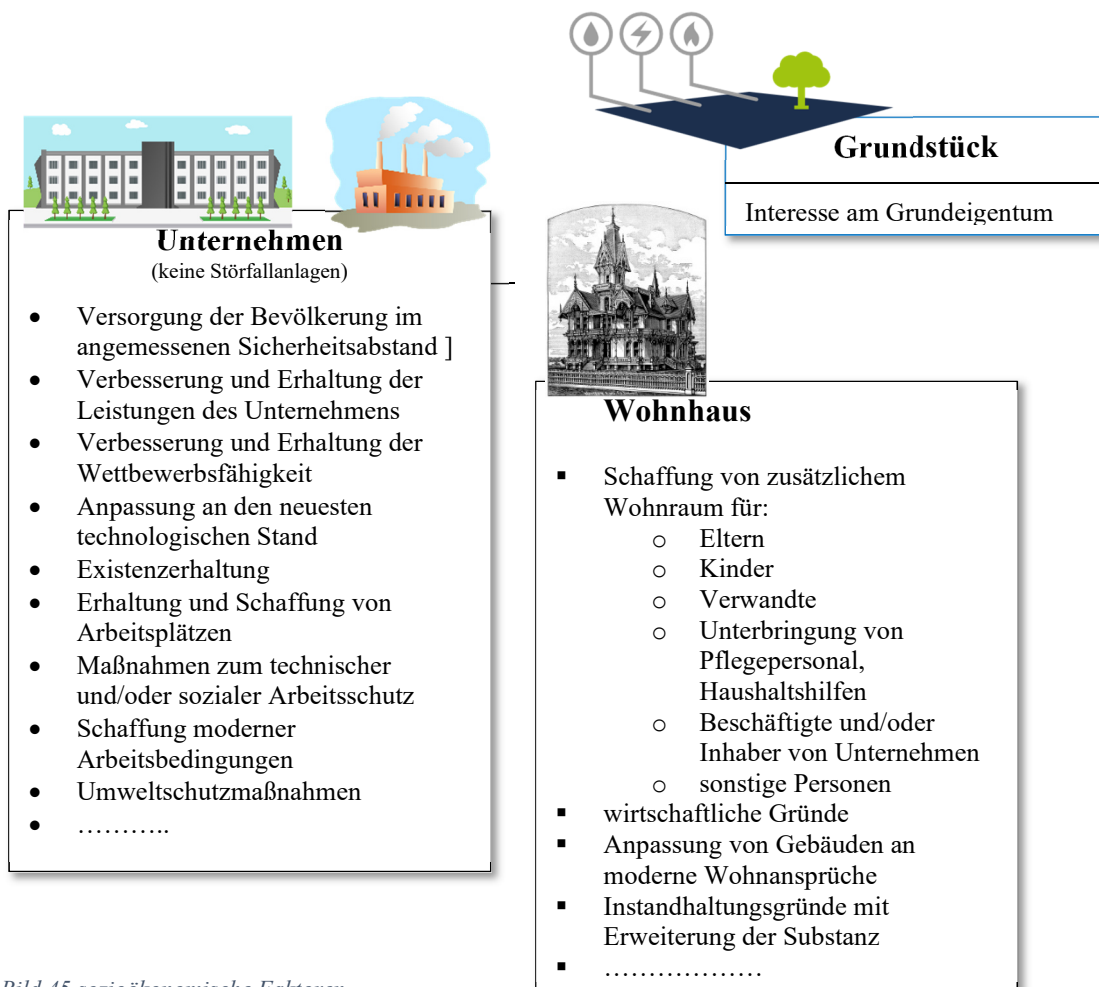 Grundstück
Interesse am Grundeigentum
Unternehmen
(keine Störfallanlagen)
• Versorgung der Bevölkerung im
angemessenen Sicherheitsabstand ]
• Verbesserung und Erhaltung der
Leistungen des Unternehmens
• Verbesserung und Erhaltung der
Wettbewerbsfähigkeit
• Anpassung an den neuesten
technologischen Stand
• Existenzerhaltung
• Erhaltung und Schaffung von
Arbeitsplätzen
• Maßnahmen zum technischer
und/oder sozialer Arbeitsschutz
• Schaffung moderner
Arbeitsbedingungen
• Umweltschutzmaßnahmen
• ………..
Wohnhaus
▪ Schaffung von zusätzlichem
Wohnraum für:
o Eltern
o Kinder
o Verwandte
o Unterbringung von
Pflegepersonal,
Haushaltshilfen
o Beschäftigte und/oder
Inhaber von Unternehmen
o sonstige Personen
▪ wirtschaftliche Gründe
▪ Anpassung von Gebäuden an
moderne Wohnansprüche
▪ Instandhaltungsgründe mit
Erweiterung der Substanz
▪ ………………
Bild 45 sozioökonomische Faktoren